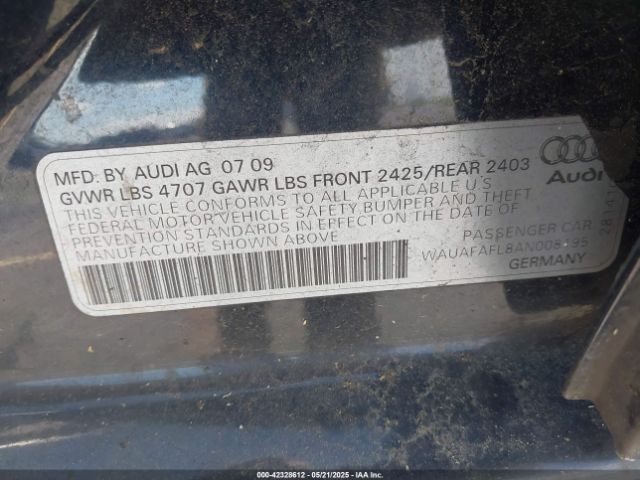 MFD. BY AUDI AG 07 09
GVWR LBS 4707 GAWR LBS FRONT 2425/REAR 2403
THIS VEHICLE CONFORMS TO ALL APPLICABLE U.S
FEDERAL MOTOR VEHICLE SAFETY BUMPER AND THEFT
PREVENTION STANDARDS IN EFFECT ON THE DATE OF
MANUFACTURE SHOWN ABOVE
PASSENGER CAR
GERMANY
Audi
000-42328612 - 05/21/2025 - IAA Inc.